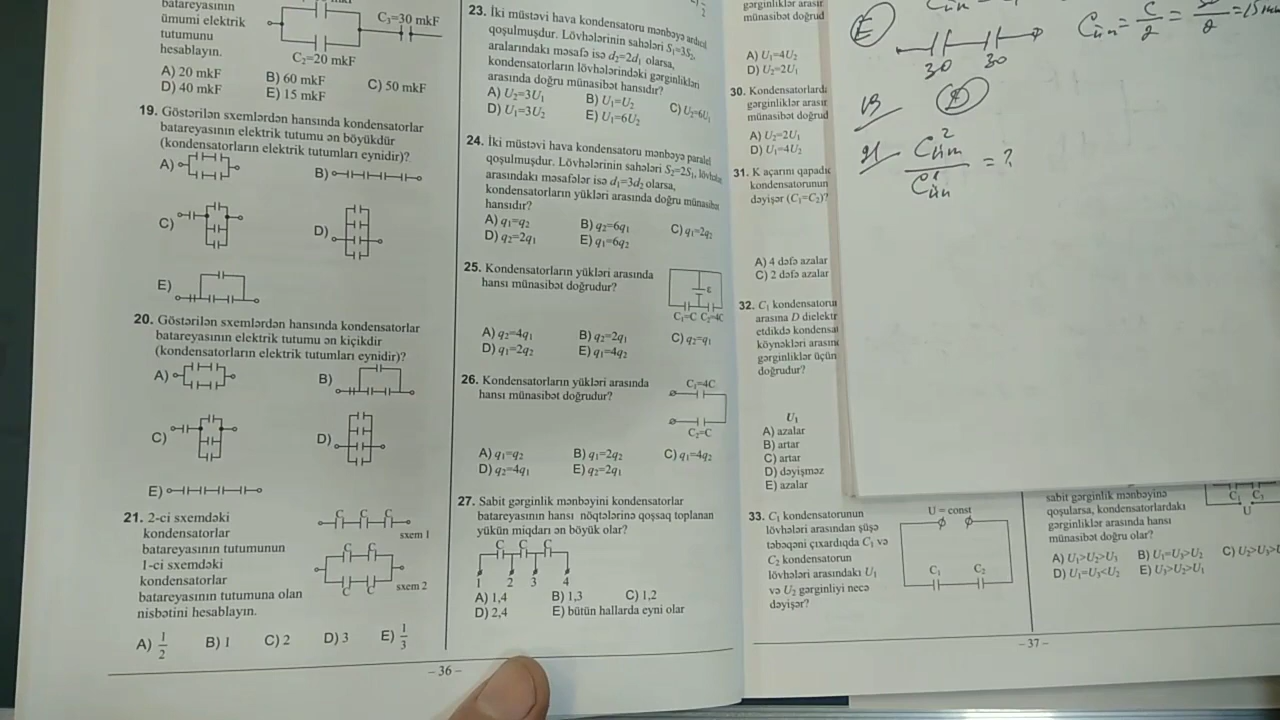 batareyasının
ümumi elektrik
tutumunu
hesablayın.
C₃=30 mkF
C₂=20 mkF
A) 20 mkF B) 60 mkF C) 50 mkF
D) 40 mkF E) 15 mkF
19. Göstərilən sxemlərdən hansında kondensatorlar
batareyasının elektrik tutumu ən böyükdür
(kondensatorların elektrik tutumları eynidir)?
A) B)
C) D)
E)
20. Göstərilən sxemlərdən hansında kondensatorlar
batareyasının elektrik tutumu ən kiçikdir
(kondensatorların elektrik tutumları eynidir)?
A) B)
C) D)
E)
21. 2-ci sxemdəki
kondensatorlar
batareyasının tutumunun
1-ci sxemdəki
kondensatorlar
batareyasının tutumuna olan
nisbətini hesablayın.
C C C
sxem 1
C C
C C
sxem 2
A) 1/2 B) 1 C) 2 D) 3 E) 1/3
– 36 –
23. İki müstəvi hava kondensatoru mənbəyə ardıcıl
qoşulmuşdur. Lövhələrinin sahələri S₁=3S₂,
aralarındakı məsafə isə d₂=2d₁ olarsa,
kondensatorların lövhələrindəki gərginliklər
arasında doğru münasibət hansıdır?
A) U₂=3U₁ B) U₁=U₂ C) U₂=6U₁
D) U₁=3U₂ E) U₁=6U₂
24. İki müstəvi hava kondensatoru mənbəyə paralel
qoşulmuşdur. Lövhələrinin sahələri S₂=2S₁, lövhələr
arasındakı məsafələr isə d₁=3d₂ olarsa,
kondensatorların yükləri arasında doğru münasibət
hansıdır?
A) q₁=q₂ B) q₂=6q₁ C) q₁=2q₂
D) q₂=2q₁ E) q₁=6q₂
25. Kondensatorların yükləri arasında
hansı münasibət doğrudur?
ε
C₁=C C₂=4C
A) q₂=4q₁ B) q₂=2q₁ C) q₂=q₁
D) q₁=2q₂ E) q₁=4q₂
26. Kondensatorların yükləri arasında
hansı münasibət doğrudur?
C₁=4C
C₂=C
A) q₁=q₂ B) q₁=2q₂ C) q₁=4q₂
D) q₂=4q₁ E) q₂=2q₁
27. Sabit gərginlik mənbəyini kondensatorlar
batareyasının hansı nöqtələrinə qoşsaq toplanan
yükün miqdarı ən böyük olar?
C C C
1 2 3 4
A) 1,4 B) 1,3 C) 1,2
D) 2,4 E) bütün hallarda eyni olar
gərginliklər arasır
münasibət doğrud
A) U₁=4U₂
D) U₂=2U₁
30. Kondensatorlard
gərginliklər arasır
münasibət doğrud
A) U₂=2U₁
D) U₁=4U₂
31. K açarını qapadıc
kondensatorunun
dəyişər (C₁=C₂)?
A) 4 dəfə azalar
C) 2 dəfə azalar
32. C₁ kondensatoru
arasına D dielektr
etdikdə kondensa
köynəkləri arasın
gərginliklər üçün
doğrudur?
U₁
A) azalar
B) artar
C) artar
D) dəyişməz
E) azalar
33. C₁ kondensatorunun
lövhələri arasından şüşə
təbəqəni çıxardıqda C₁ və
C₂ kondensatorun
lövhələri arasındakı U₁
və U₂ gərginliyi necə
dəyişər?
U = const
C₁ C₂
sabit gərginlik mənbəyinə
qoşularsa, kondensatorlardakı
gərginliklər arasında hansı
münasibət doğru olar?
C₁ C₃
U
A) U₁>U₂>U₃ B) U₁=U₃>U₂ C) U₂>U₃>U
D) U₁=U₃<U₂ E) U₃>U₂>U₁
– 37 –
E
30 30
Cüm = C/2 =
19 A
21 C²üm / C¹üm = ?